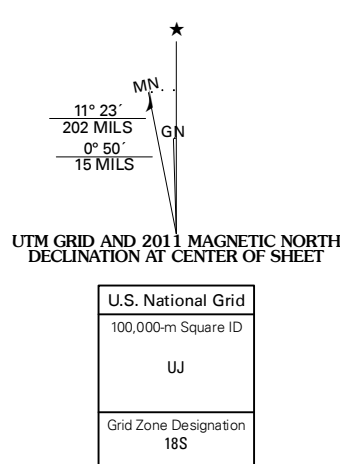 MN
11° 23´
202 MILS
GN
0° 50´
15 MILS
UTM GRID AND 2011 MAGNETIC NORTH
DECLINATION AT CENTER OF SHEET
U.S. National Grid
100,000-m Square ID
UJ
Grid Zone Designation
18S